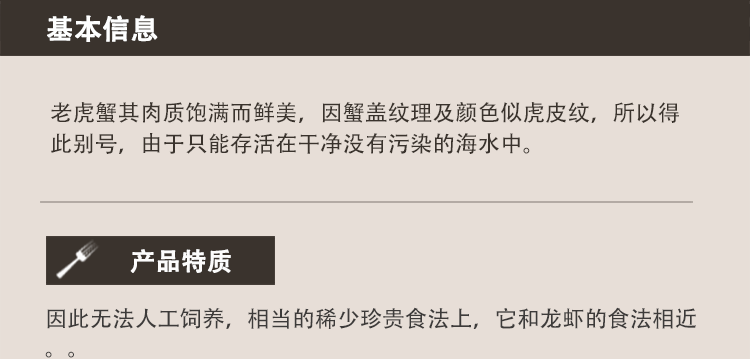 基本信息
老虎蟹其肉质饱满而鲜美，因蟹盖纹理及颜色似虎皮纹，所以得
此别号，由于只能存活在干净没有污染的海水中。
产品特质
因此无法人工饲养，相当的稀少珍贵食法上，它和龙虾的食法相近
。。